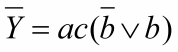 Y̅ = ac(b̅ ∨ b)